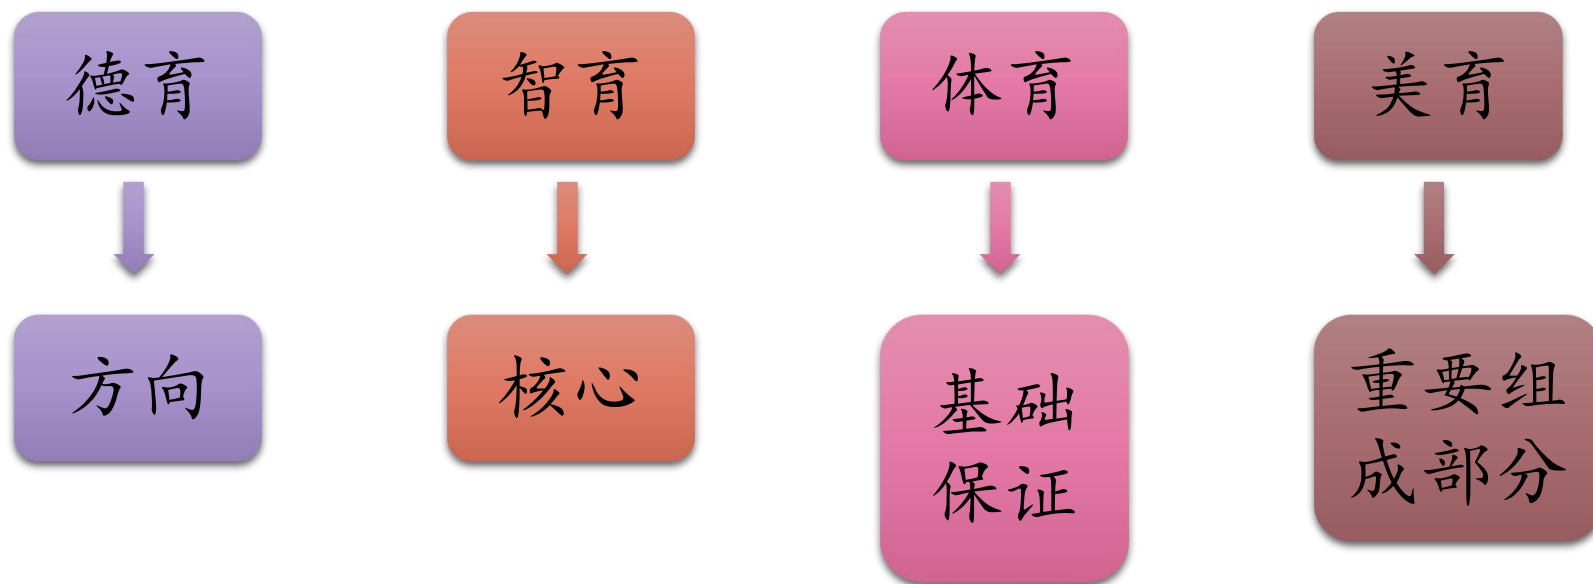 德育
智育
体育
美育
方向
核心
基础
保证
重要组
成部分